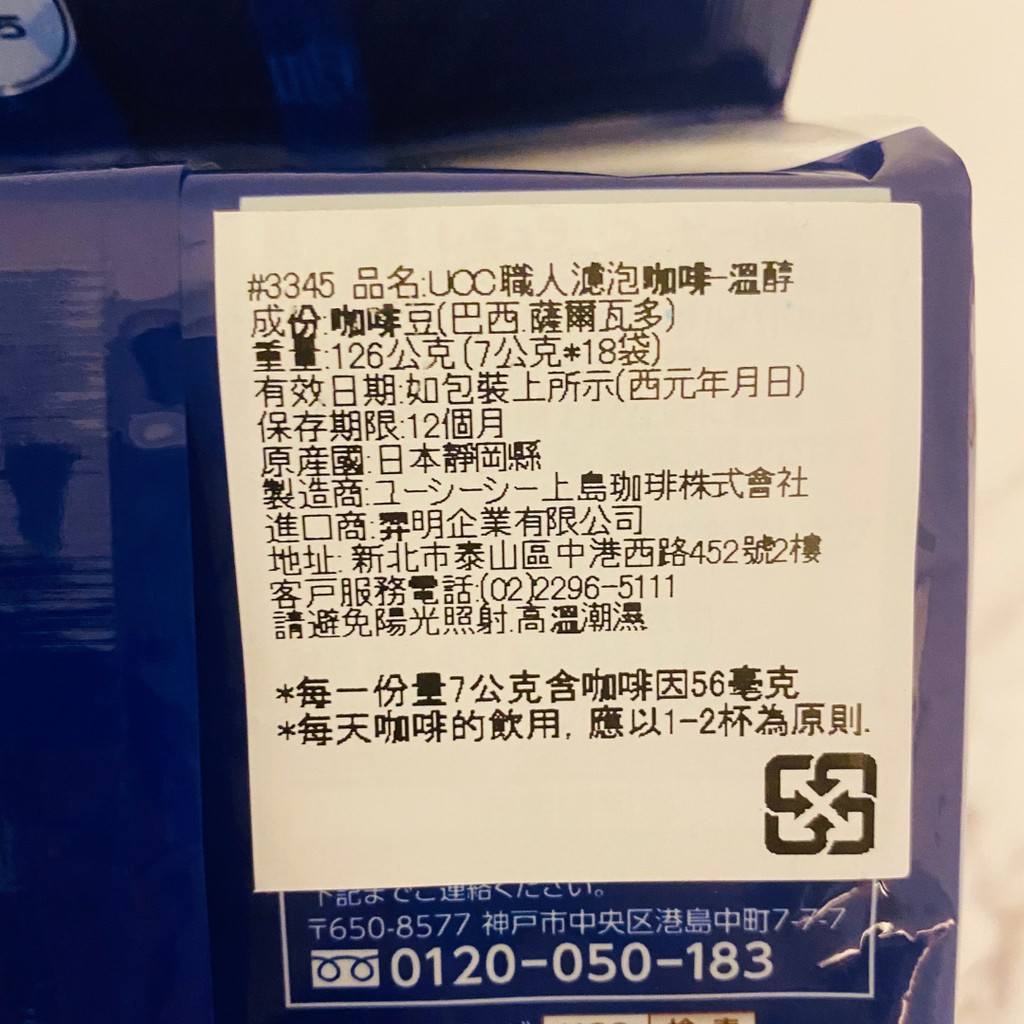 #3345 品名:UCC職人濾泡咖啡-溫醇
成份:咖啡豆(巴西.薩爾瓦多)
重量:126公克(7公克*18袋)
有效日期:如包裝上所示(西元年月日)
保存期限:12個月
原產國:日本靜岡縣
製造商:ユーシーシー上島珈琲株式會社
進口商:羿明企業有限公司
地址:新北市泰山區中港西路452號2樓
客戶服務電話:(02)2296-5111
請避免陽光照射.高溫潮濕
*每一份量7公克含咖啡因56毫克
*每天咖啡的飲用, 應以1-2杯為原則.
下記までご連絡ください。
〒650-8577 神戸市中央区港島中町7-7-7
0120-050-183